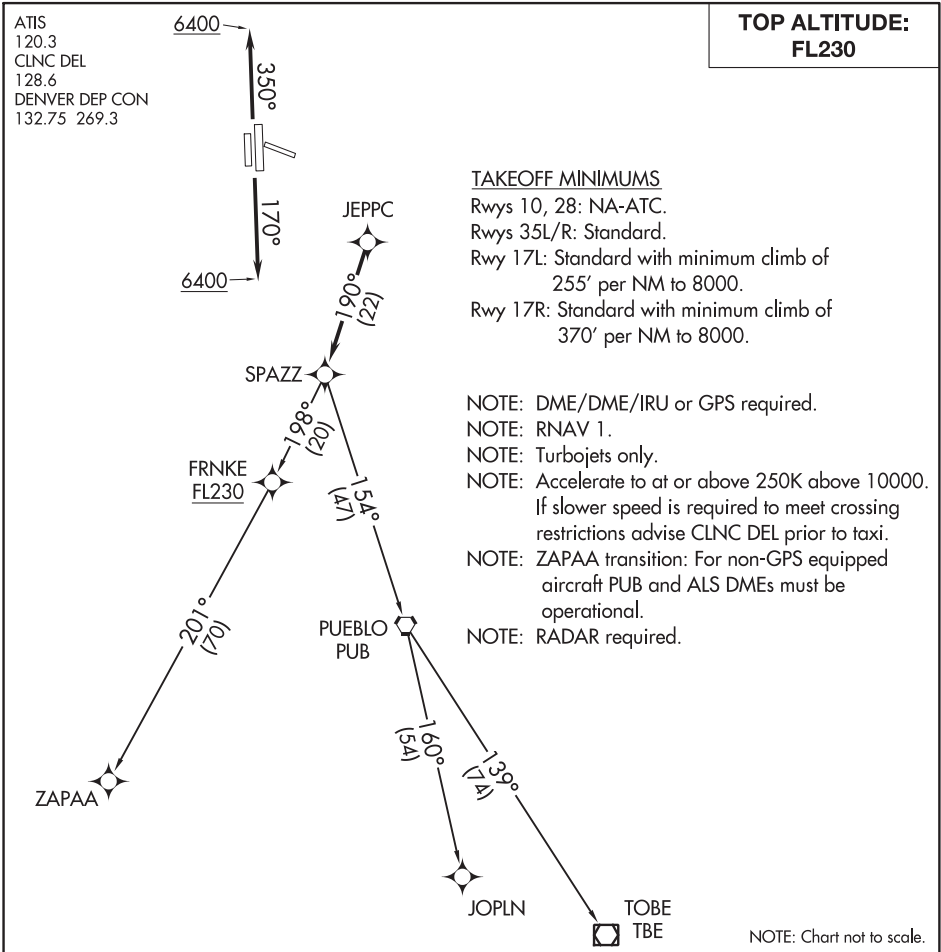 ATIS
120.3
CLNC DEL
128.6
DENVER DEP CON
132.75 269.3
6400
350°
170°
6400
TOP ALTITUDE:
FL230
TAKEOFF MINIMUMS
Rwys 10, 28: NA-ATC.
Rwys 35L/R: Standard.
Rwy 17L: Standard with minimum climb of
255' per NM to 8000.
Rwy 17R: Standard with minimum climb of
370' per NM to 8000.
JEPPC
190°
(22)
SPAZZ
198°
(20)
FRNKE
FL230
154°
(47)
NOTE: DME/DME/IRU or GPS required.
NOTE: RNAV 1.
NOTE: Turbojets only.
NOTE: Accelerate to at or above 250K above 10000.
If slower speed is required to meet crossing
restrictions advise CLNC DEL prior to taxi.
NOTE: ZAPAA transition: For non-GPS equipped
aircraft PUB and ALS DMEs must be
operational.
NOTE: RADAR required.
201°
(70)
PUEBLO
PUB
160°
(54)
139°
(74)
ZAPAA
JOPLN
TOBE
TBE
NOTE: Chart not to scale.